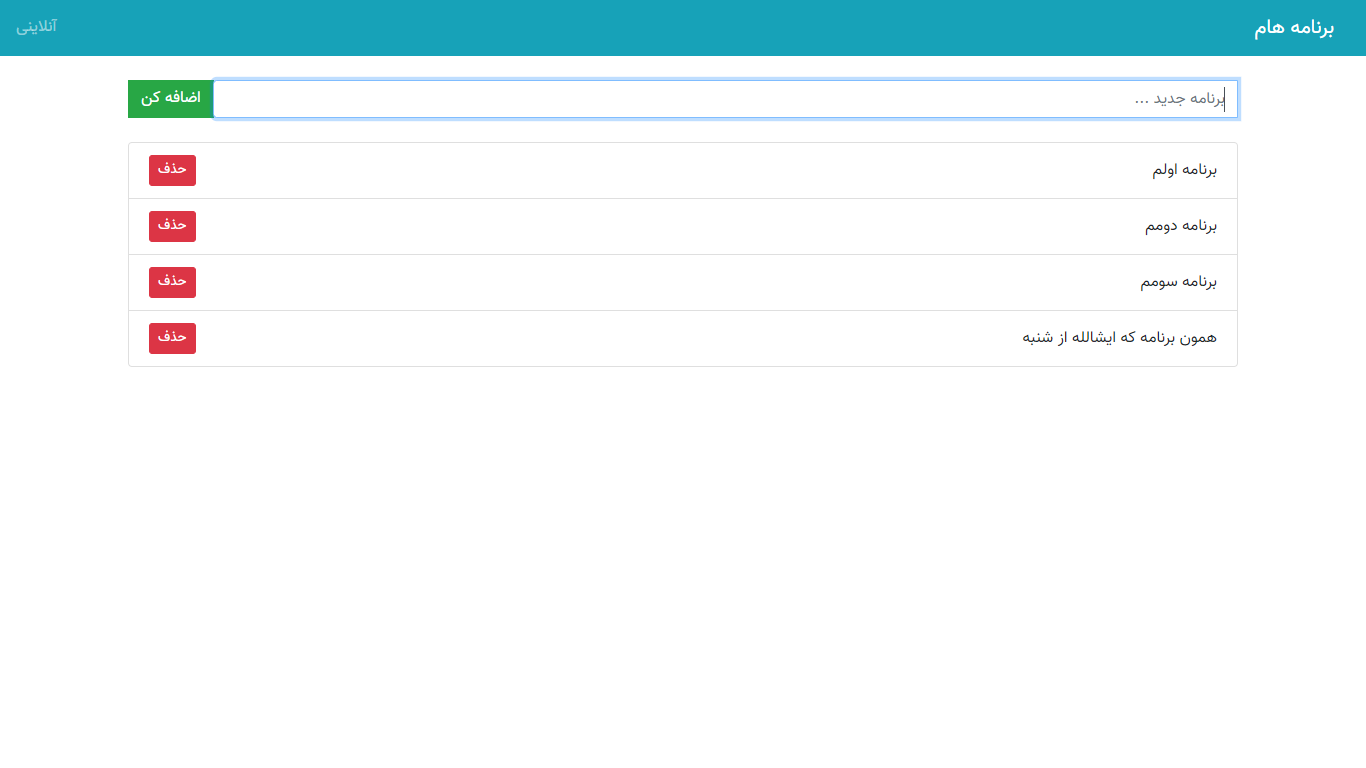 برنامه هام
آنلاینی
برنامه جدید ...
اضافه کن
برنامه اولم
حذف
برنامه دومم
حذف
برنامه سومم
حذف
همون برنامه که ایشالله از شنبه
حذف